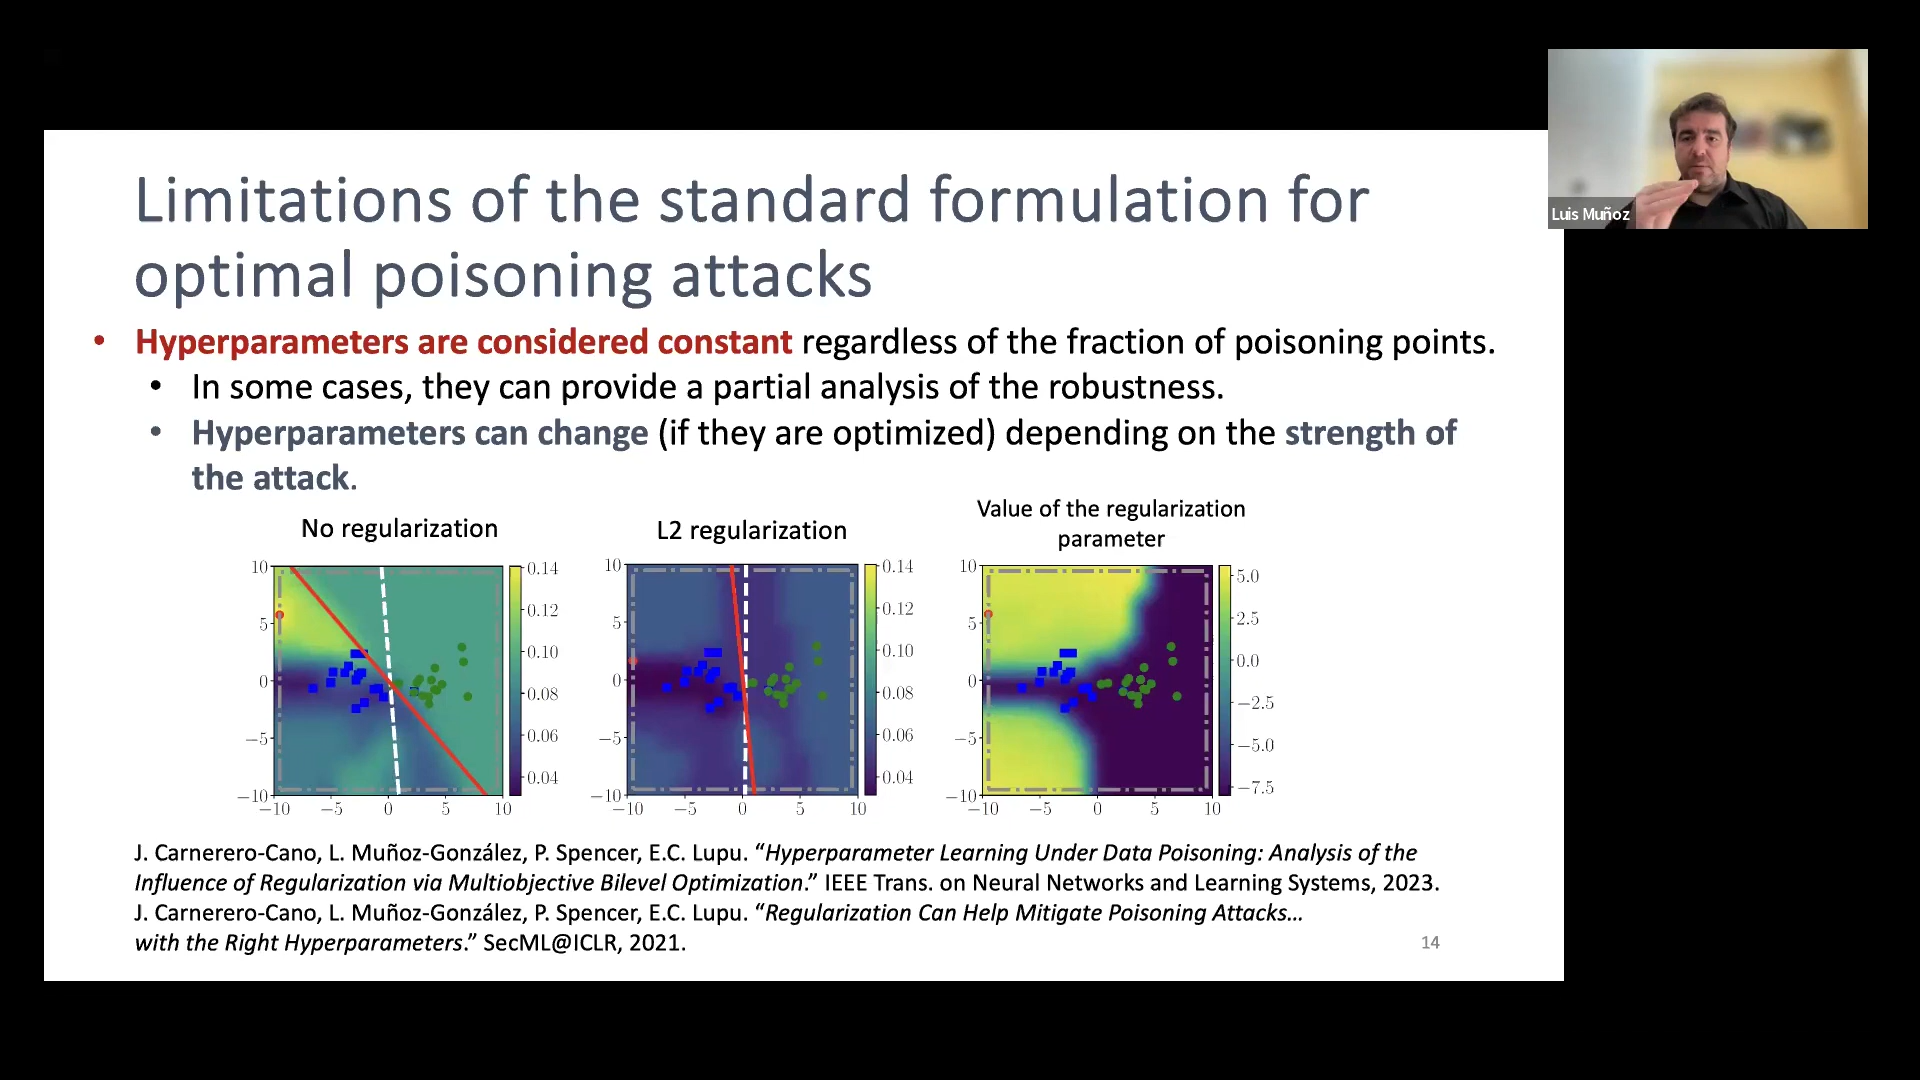 Limitations of the standard formulation for
optimal poisoning attacks
Luis Muñoz
• Hyperparameters are considered constant regardless of the fraction of poisoning points.
• In some cases, they can provide a partial analysis of the robustness.
• Hyperparameters can change (if they are optimized) depending on the strength of
the attack.
No regularization
10
5
0
−5
−10
−10 −5 0 5 10
0.14
0.12
0.10
0.08
0.06
0.04
L2 regularization
10
5
0
−5
−10
−10 −5 0 5 10
0.14
0.12
0.10
0.08
0.06
0.04
Value of the regularization
parameter
10
5
0
−5
−10
−10 −5 0 5 10
5.0
2.5
0.0
−2.5
−5.0
−7.5
J. Carnerero-Cano, L. Muñoz-González, P. Spencer, E.C. Lupu. “Hyperparameter Learning Under Data Poisoning: Analysis of the
Influence of Regularization via Multiobjective Bilevel Optimization.” IEEE Trans. on Neural Networks and Learning Systems, 2023.
J. Carnerero-Cano, L. Muñoz-González, P. Spencer, E.C. Lupu. “Regularization Can Help Mitigate Poisoning Attacks…
with the Right Hyperparameters.” SecML@ICLR, 2021.
14